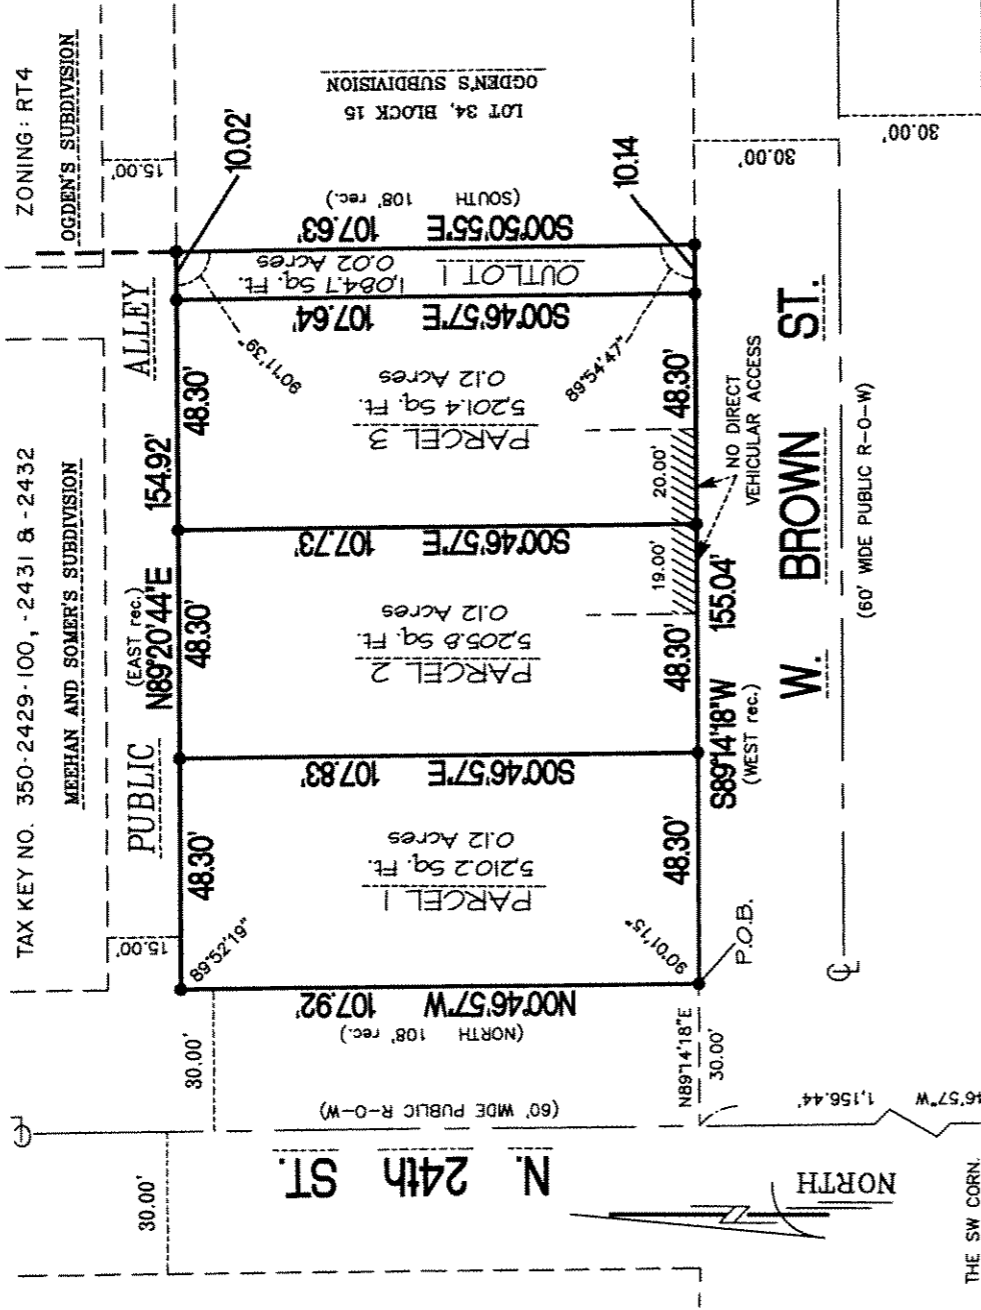 TAX KEY NO. 350-2429-100, -2431 & -2432
ZONING: RT4
MEEHAN AND SOMER'S SUBDIVISION
OGDEN'S SUBDIVISION
15.00'
15.00'
PUBLIC ALLEY
(EAST rec.)
N89°20'44"E 154.92'
48.30'
48.30'
48.30'
10.02'
89°52'19"
90°11'39"
30.00'
30.00'
N. 24th ST.
(60' WIDE PUBLIC R-O-W)
(NORTH 108' rec.)
N00°46'57"W 107.92'
PARCEL 1
5,210.2 Sq. Ft.
0.12 Acres
S00°46'57"E 107.83'
PARCEL 2
5,205.8 Sq. Ft.
0.12 Acres
S00°46'57"E 107.73'
PARCEL 3
5,201.4 Sq. Ft.
0.12 Acres
S00°46'57"E 107.64'
OUTLOT 1
1,084.7 Sq. Ft.
0.02 Acres
S00°50'55"E 107.63'
(SOUTH 108' rec.)
LOT 34, BLOCK 15
OGDEN'S SUBDIVISION
90°01'15"
89°54'47"
19.00'
20.00'
48.30'
48.30'
48.30'
10.14
N89°14'18"E
30.00'
P.O.B.
S89°14'18"W 155.04'
(WEST rec.)
NO DIRECT
VEHICULAR ACCESS
30.00'
30.00'
W. BROWN ST.
(60' WIDE PUBLIC R-O-W)
46'57"W 1,156.44'
NORTH
THE SW CORN.